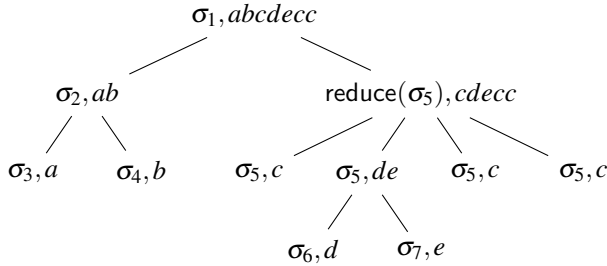 σ₁, abcdecc
σ₂, ab reduce(σ₅), cdecc
σ₃, a σ₄, b σ₅, c σ₅, de σ₅, c σ₅, c
σ₆, d σ₇, e